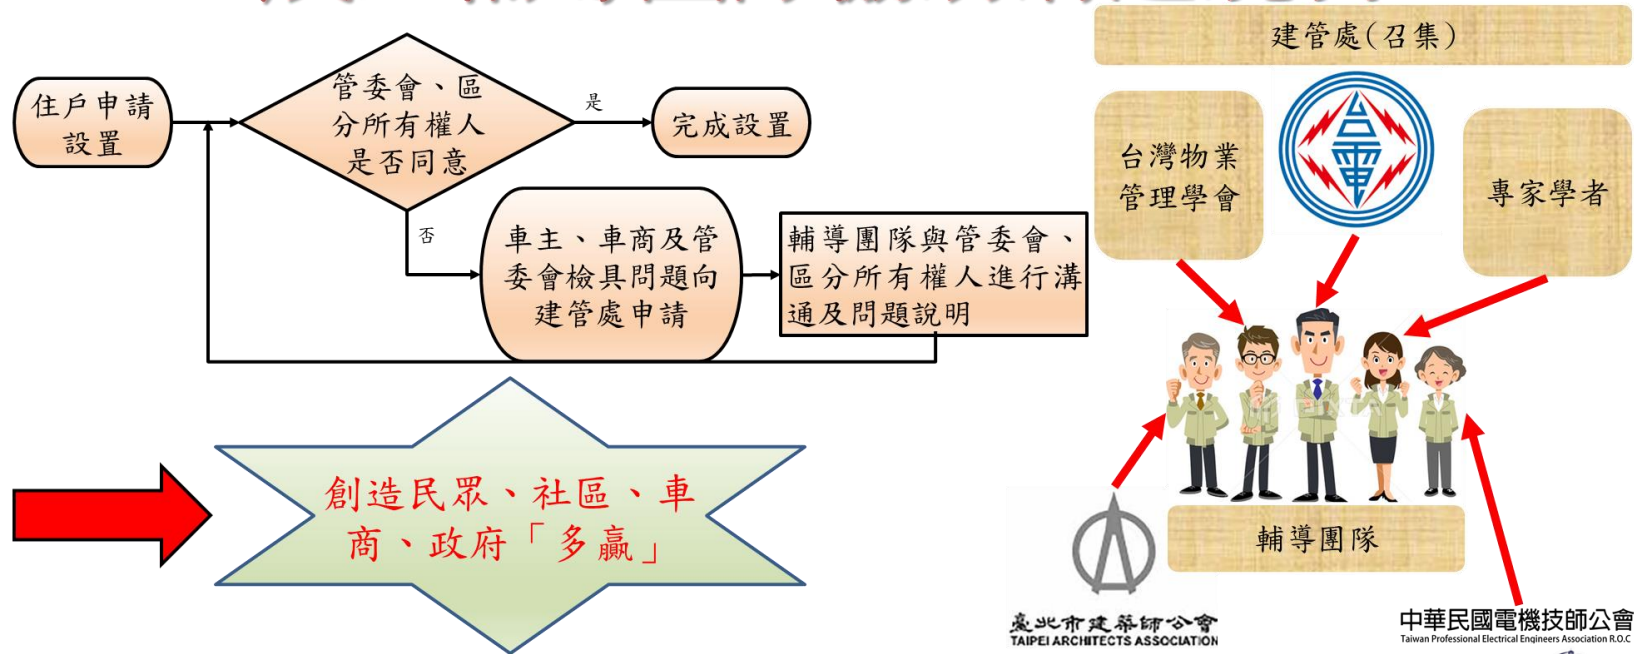 住戶申請
設置
管委會、區
分所有權人
是否同意
是
完成設置
否
車主、車商及管
委會檢具問題向
建管處申請
輔導團隊與管委會、
區分所有權人進行溝
通及問題說明
創造民眾、社區、車
商、政府「多贏」
建管處(召集)
台灣物業
管理學會
台電
專家學者
輔導團隊
臺北市建築師公會
TAIPEI ARCHITECTS ASSOCIATION
中華民國電機技師公會
Taiwan Professional Electrical Engineers Association R.O.C